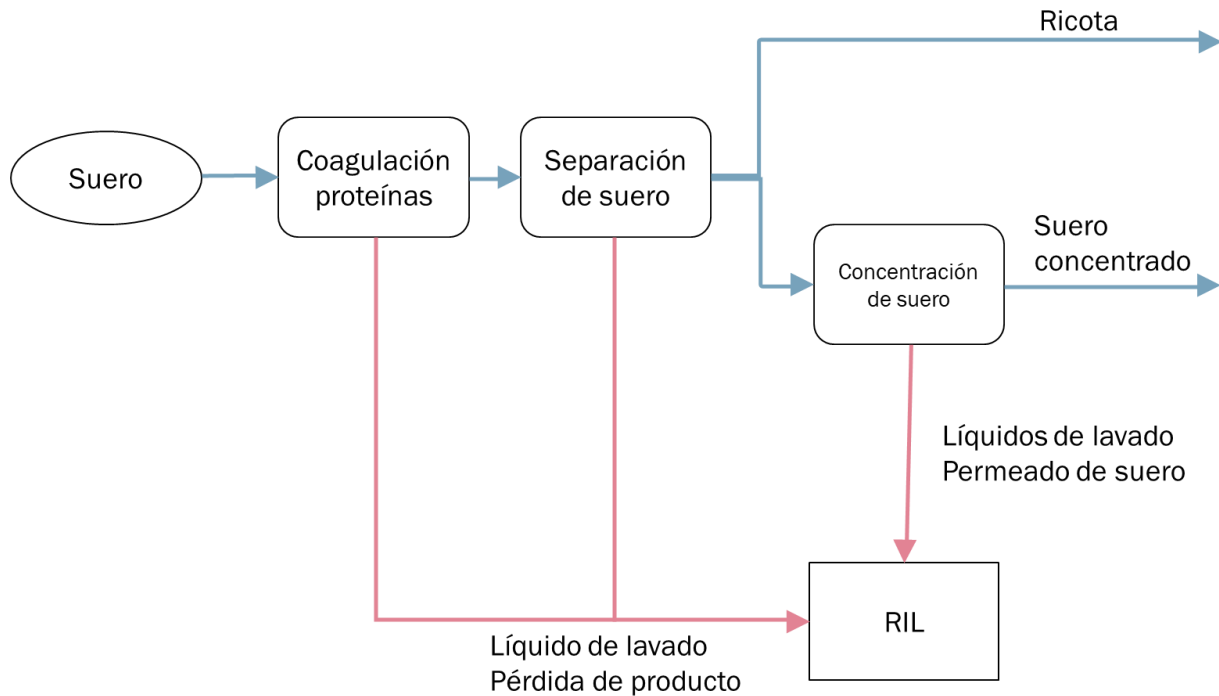 Ricota
Suero
Coagulación
proteínas
Separación
de suero
Concentración
de suero
Suero
concentrado
Líquidos de lavado
Permeado de suero
RIL
Líquido de lavado
Pérdida de producto